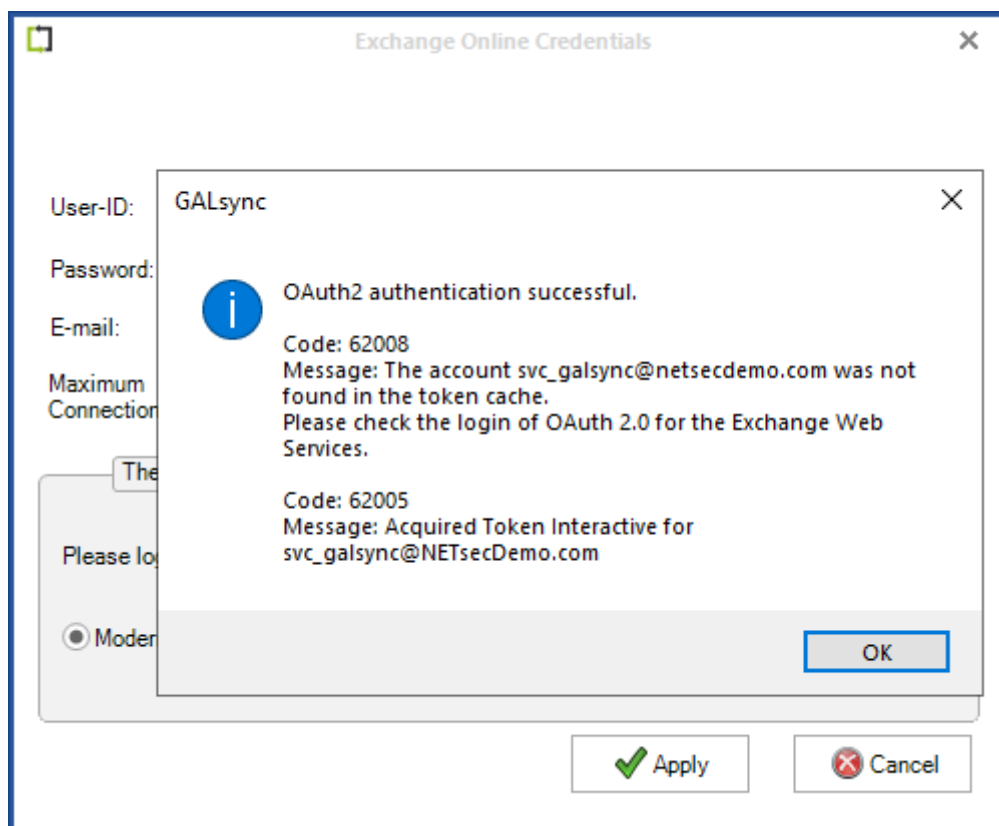 Exchange Online Credentials
User-ID:
Password:
E-mail:
Maximum
Connection
The
Please lo
Moder
GALsync
OAuth2 authentication successful.
Code: 62008
Message: The account svc_galsync@netsecdemo.com was not
found in the token cache.
Please check the login of OAuth 2.0 for the Exchange Web
Services.
Code: 62005
Message: Acquired Token Interactive for
svc_galsync@NETsecDemo.com
OK
Apply
Cancel